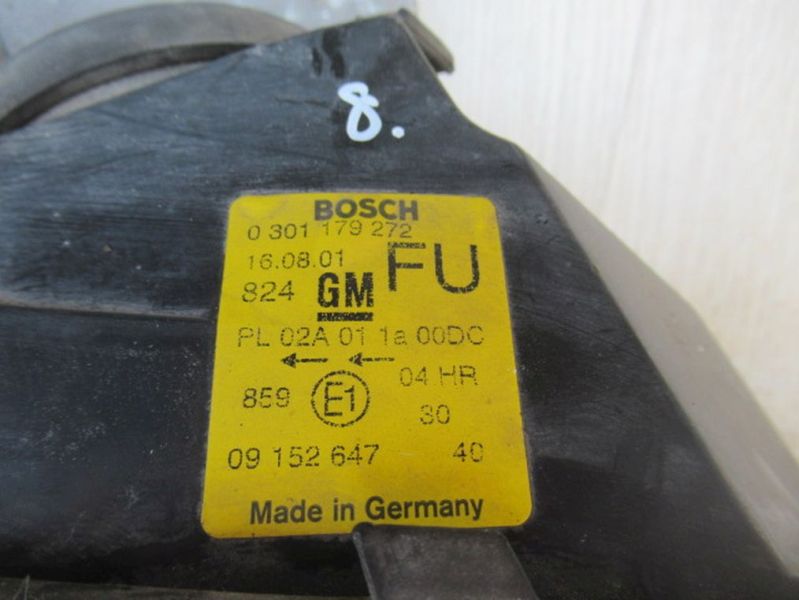 8.
BOSCH
0 301 179 272
16.08.01 FU
824 GM
PL 02A 01 1a 00DC
← ←
859 E1 04 HR
30
09 152 647 40
Made in Germany